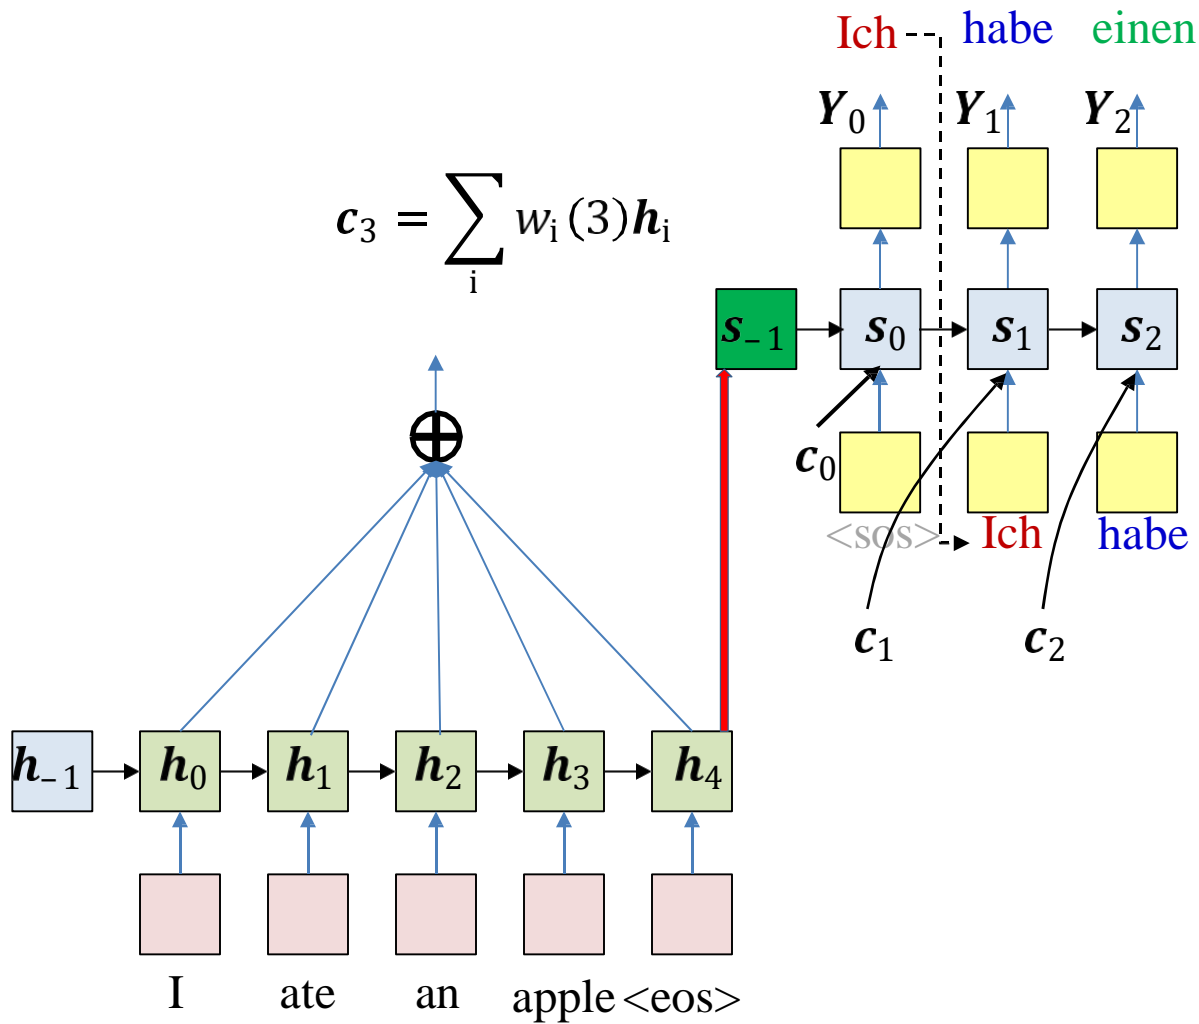 Ich habe einen
Y₀ Y₁ Y₂
c₃ = ∑ᵢ wᵢ(3)hᵢ
s₋₁ s₀ s₁ s₂
c₀
<sos> Ich habe
c₁ c₂
h₋₁ h₀ h₁ h₂ h₃ h₄
I ate an apple <eos>